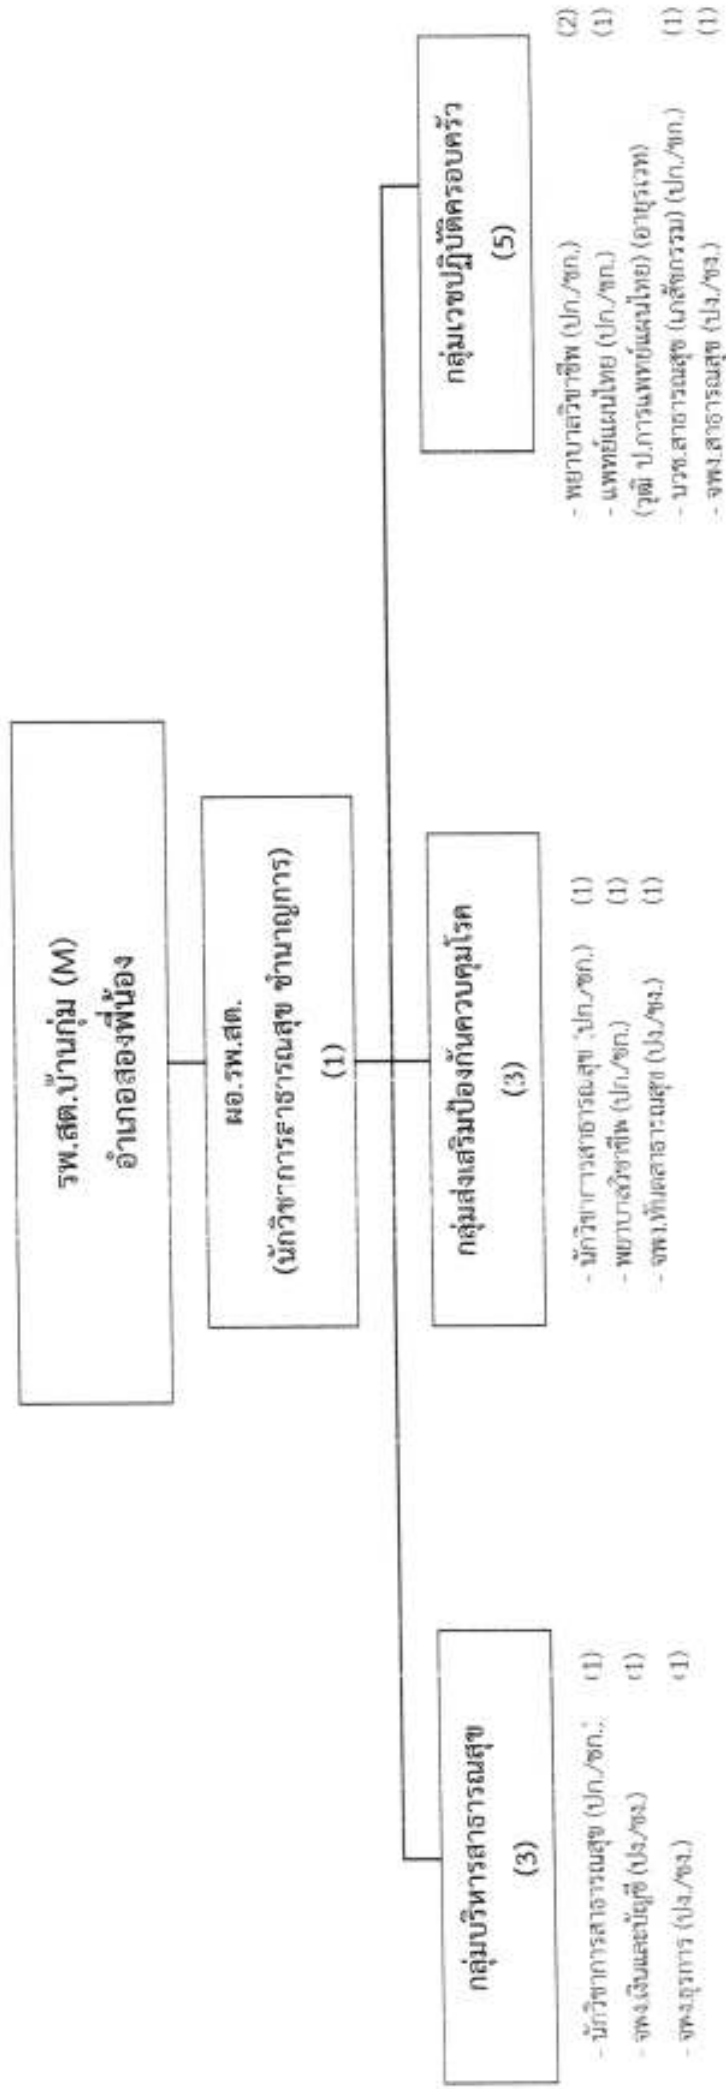 รพ.สต.บ้านกุ่ม (M)
อำเภอสองพี่น้อง
ผอ.รพ.สต.
(นักวิชาการสาธารณสุข ชำนาญการ)
(1)
กลุ่มบริหารสาธารณสุข
(3)
- นักวิชาการสาธารณสุข (ปก./ชก. (1)
- จพง.เงินและบัญชี (ปง./ชง.) (1)
- จพง.ธุรการ (ปง./ชง.) (1)
กลุ่มส่งเสริมป้องกันควบคุมโรค
(3)
- นักวิชาการสาธารณสุข (ปก./ชก.) (1)
- พยาบาลวิชาชีพ (ปก./ชก.) (1)
- จพง.ทันตสาธารณสุข (ปง./ชง.) (1)
กลุ่มเวชปฏิบัติครอบครัว
(5)
- พยาบาลวิชาชีพ (ปก./ชก.) (2)
- แพทย์แผนไทย (ปก./ชก.) (1)
(วุฒิ ป.การแพทย์แผนไทย) (อายุรเวท)
- นวช.สาธารณสุข (เภสัชกรรม) (ปก./ชก.) (1)
- จพง.สาธารณสุข (ปง./ชง.) (1)